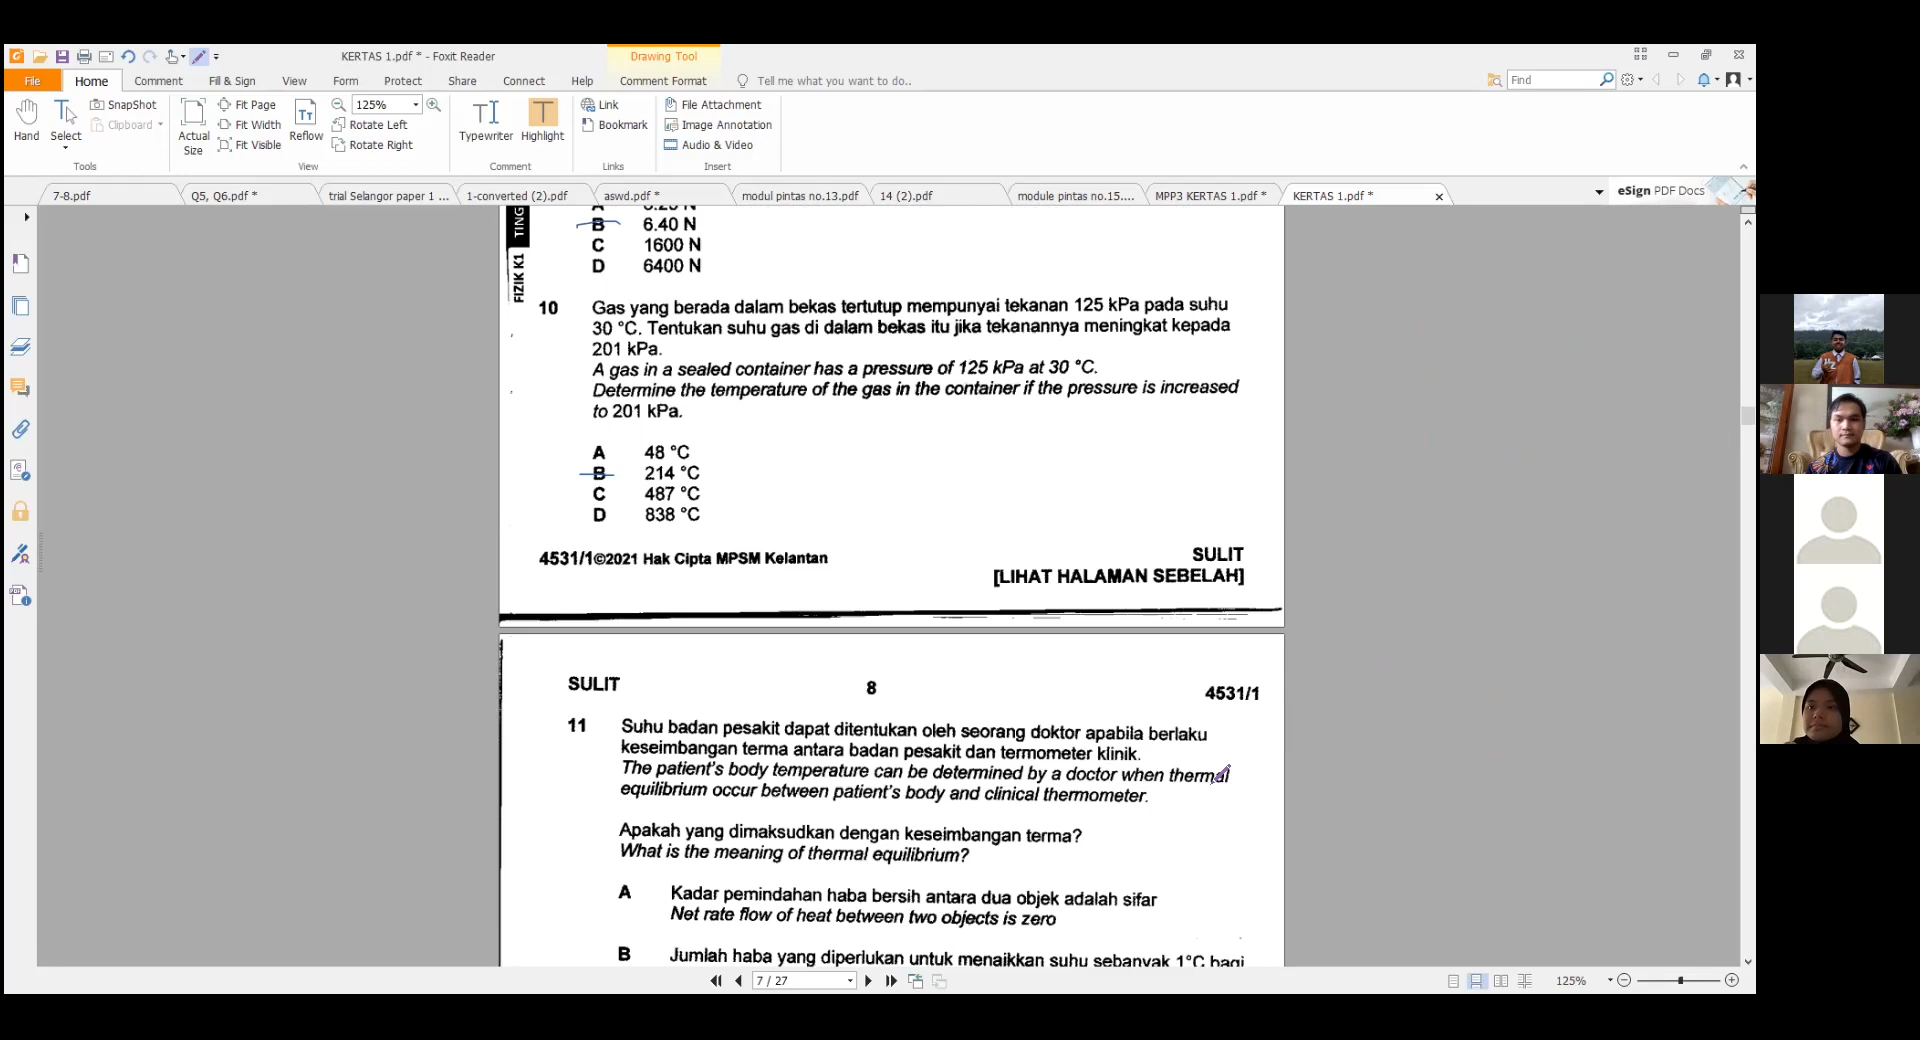 KERTAS 1.pdf * - Foxit Reader
Drawing Tool
File Home Comment Fill & Sign View Form Protect Share Connect Help Comment Format Tell me what you want to do.. Find
Hand
Select
SnapShot
Clipboard
Tools
Actual Size
Fit Page
Fit Width
Fit Visible
Reflow
125%
Rotate Left
Rotate Right
View
Typewriter
Highlight
Comment
Link
Bookmark
Links
File Attachment
Image Annotation
Audio & Video
Insert
7-8.pdf Q5, Q6.pdf * trial Selangor paper 1 ... 1-converted (2).pdf aswd.pdf * modul pintas no.13.pdf 14 (2).pdf module pintas no.15.... MPP3 KERTAS 1.pdf * KERTAS 1.pdf * eSign PDF Docs
FIZIK K1 TING
B 6.40 N
C 1600 N
D 6400 N
10 Gas yang berada dalam bekas tertutup mempunyai tekanan 125 kPa pada suhu
30 °C. Tentukan suhu gas di dalam bekas itu jika tekanannya meningkat kepada
201 kPa.
A gas in a sealed container has a pressure of 125 kPa at 30 °C.
Determine the temperature of the gas in the container if the pressure is increased
to 201 kPa.
A 48 °C
B 214 °C
C 487 °C
D 838 °C
4531/1©2021 Hak Cipta MPSM Kelantan SULIT
[LIHAT HALAMAN SEBELAH]
SULIT 8 4531/1
11 Suhu badan pesakit dapat ditentukan oleh seorang doktor apabila berlaku
keseimbangan terma antara badan pesakit dan termometer klinik.
The patient's body temperature can be determined by a doctor when thermal
equilibrium occur between patient's body and clinical thermometer.
Apakah yang dimaksudkan dengan keseimbangan terma?
What is the meaning of thermal equilibrium?
A Kadar pemindahan haba bersih antara dua objek adalah sifar
Net rate flow of heat between two objects is zero
B Jumlah haba yang diperlukan untuk menaikkan suhu sebanyak 1°C bagi
7 / 27 125%